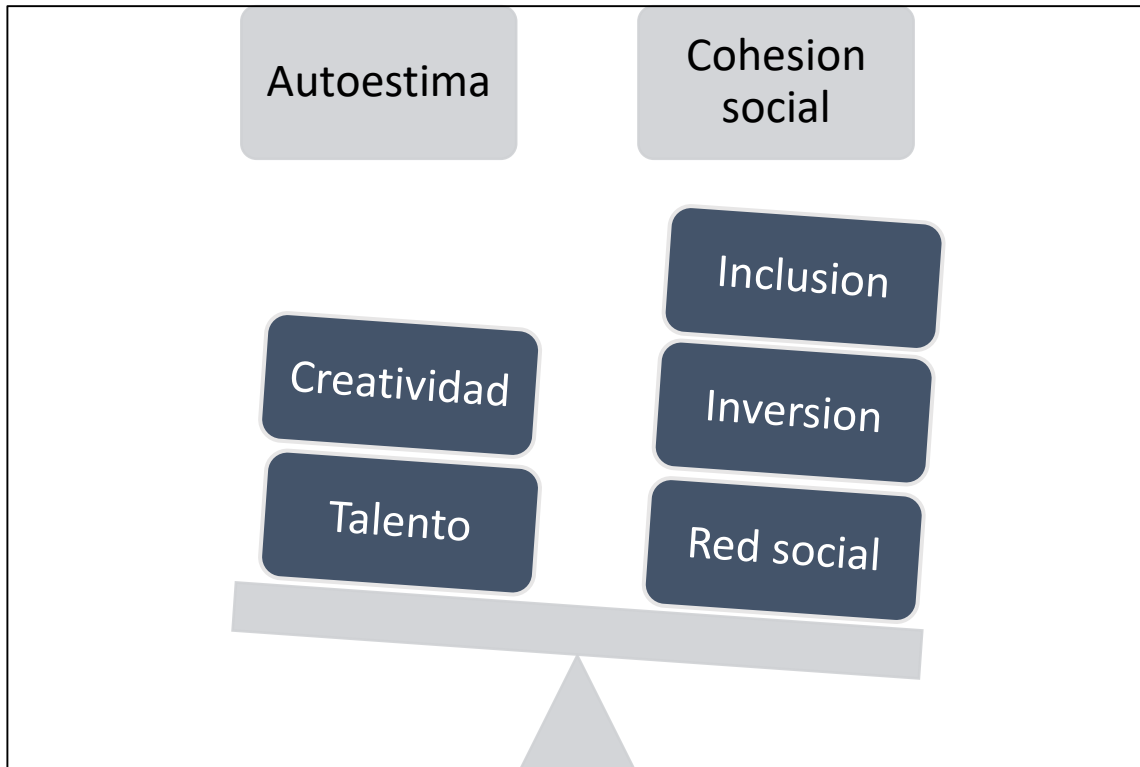 Autoestima
Cohesion
social
Creatividad
Talento
Inclusion
Inversion
Red social